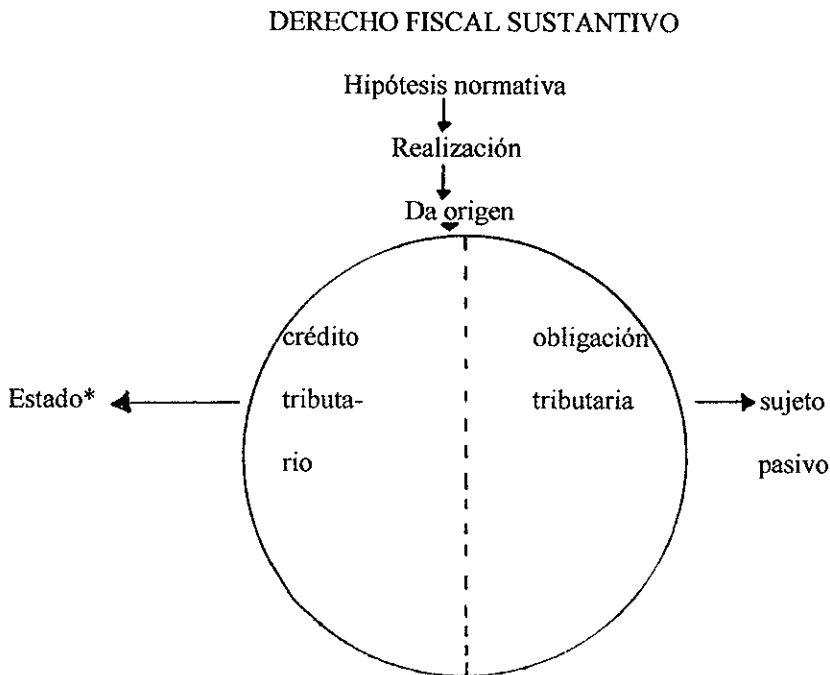 DERECHO FISCAL SUSTANTIVO
Hipótesis normativa
Realización
Da origen
crédito
obligación
Estado*
tributa-
tributaria
sujeto
rio
pasivo